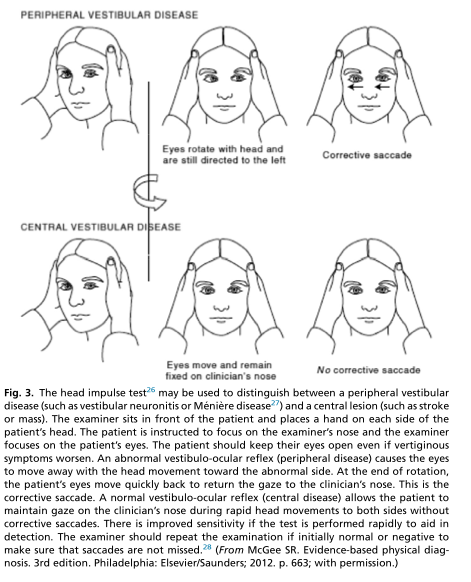 PERIPHERAL VESTIBULAR DISEASE
Eyes rotate with head and
are still directed to the left
Corrective saccade
CENTRAL VESTIBULAR DISEASE
Eyes move and remain
fixed on clinician's nose
No corrective saccade
Fig. 3. The head impulse test26 may be used to distinguish between a peripheral vestibular
disease (such as vestibular neuronitis or Ménière disease27) and a central lesion (such as stroke
or mass). The examiner sits in front of the patient and places a hand on each side of the
patient's head. The patient is instructed to focus on the examiner's nose and the examiner
focuses on the patient's eyes. The patient should keep their eyes open even if vertiginous
symptoms worsen. An abnormal vestibulo-ocular reflex (peripheral disease) causes the eyes
to move away with the head movement toward the abnormal side. At the end of rotation,
the patient's eyes move quickly back to return the gaze to the clinician's nose. This is the
corrective saccade. A normal vestibulo-ocular reflex (central disease) allows the patient to
maintain gaze on the clinician's nose during rapid head movements to both sides without
corrective saccades. There is improved sensitivity if the test is performed rapidly to aid in
detection. The examiner should repeat the examination if initially normal or negative to
make sure that saccades are not missed.28 (From McGee SR. Evidence-based physical diag-
nosis. 3rd edition. Philadelphia: Elsevier/Saunders; 2012. p. 663; with permission.)